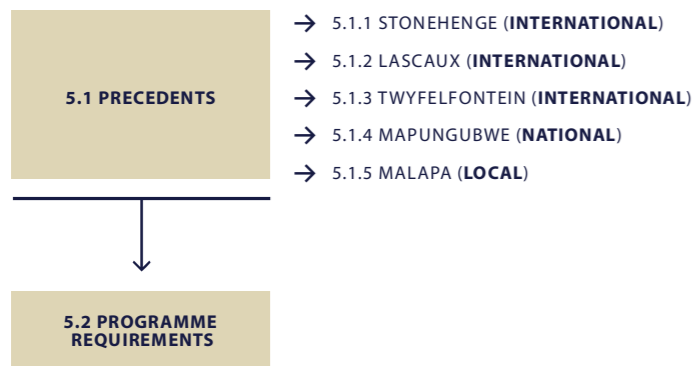 5.1 PRECEDENTS
5.1.1 STONEHENGE (INTERNATIONAL)
5.1.2 LASCAUX (INTERNATIONAL)
5.1.3 TWYFELFONTEIN (INTERNATIONAL)
5.1.4 MAPUNGUBWE (NATIONAL)
5.1.5 MALAPA (LOCAL)
5.2 PROGRAMME
REQUIREMENTS